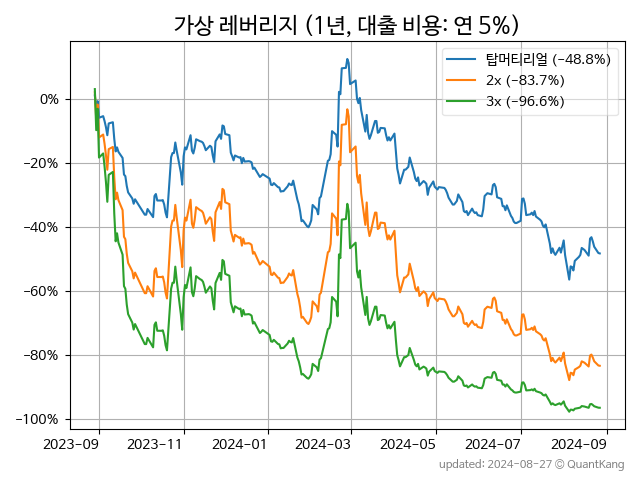 가상 레버리지 (1년, 대출 비용: 연 5%)
탑머티리얼 (−48.8%)
2x (−83.7%)
3x (−96.6%)
0%
−20%
−40%
−60%
−80%
−100%
2023-09 2023-11 2024-01 2024-03 2024-05 2024-07 2024-09
updated: 2024-08-27 © QuantKang